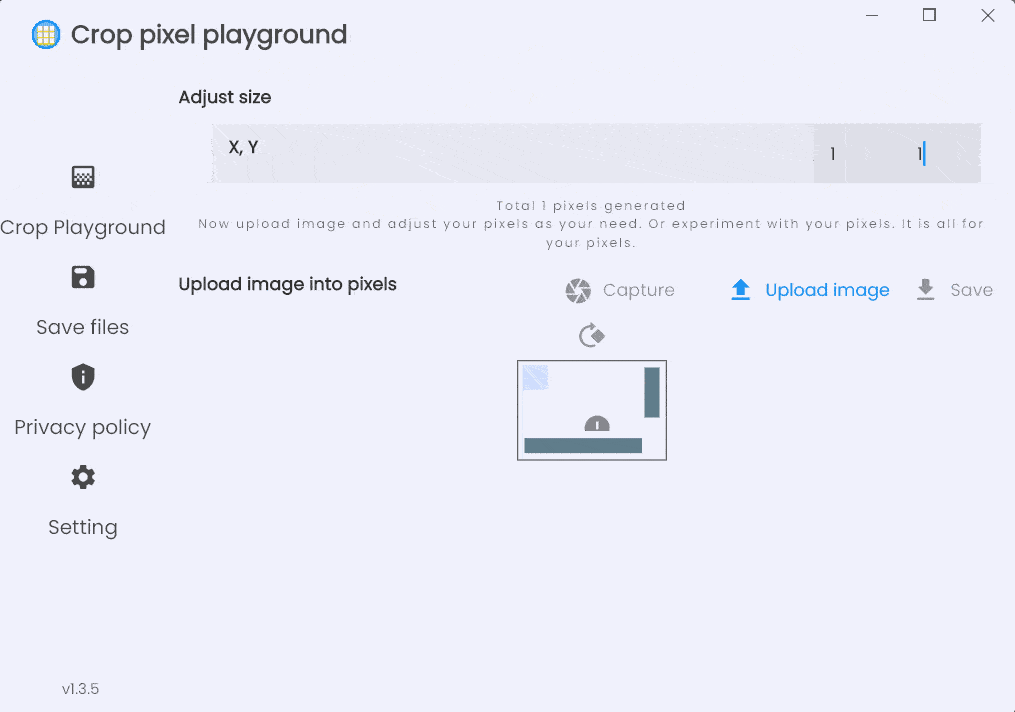 Crop pixel playground
Adjust size
X, Y
1
1
Total 1 pixels generated
Now upload image and adjust your pixels as your need. Or experiment with your pixels. It is all for
your pixels.
Crop Playground
Save files
Privacy policy
Setting
Upload image into pixels
Capture
Upload image
Save
v1.3.5